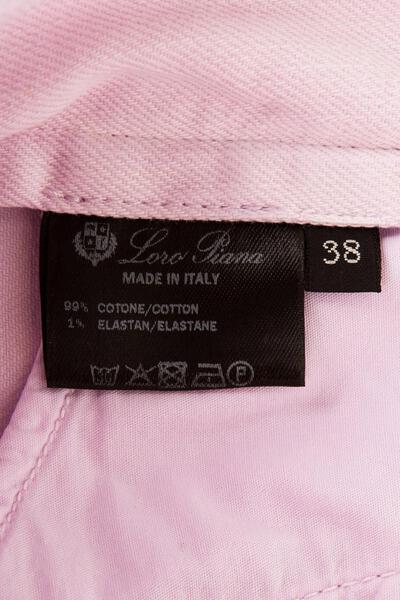 Loro Piana
MADE IN ITALY
38
99% COTONE/COTTON
1% ELASTAN/ELASTANE
P